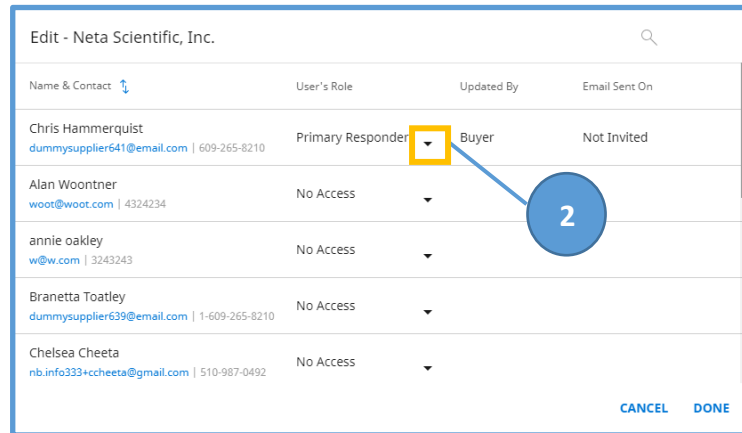 Edit - Neta Scientific, Inc.
Name & Contact User's Role Updated By Email Sent On
Chris Hammerquist
dummysupplier641@email.com | 609-265-8210
Primary Responder Buyer Not Invited
Alan Woontner
woot@woot.com | 4324234
No Access
2
annie oakley
w@w.com | 3243243
No Access
Branetta Toatley
dummysupplier639@email.com | 1-609-265-8210
No Access
Chelsea Cheeta
nb.info333+ccheeta@gmail.com | 510-987-0492
No Access
CANCEL DONE